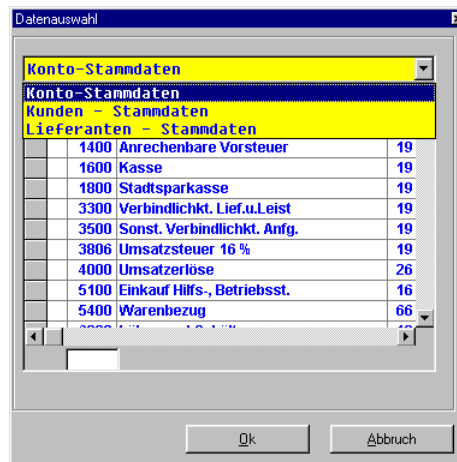 Datenauswahl
Konto-Stammdaten
Konto-Stammdaten
Kunden - Stammdaten
Lieferanten - Stammdaten
1400 Anrechenbare Vorsteuer 19
1600 Kasse 19
1800 Stadtsparkasse 19
3300 Verbindlichkt. Lief.u.Leist 19
3500 Sonst. Verbindlichkt. Anfg. 19
3806 Umsatzsteuer 16 % 19
4000 Umsatzerlöse 26
5100 Einkauf Hilfs-, Betriebsst. 16
5400 Warenbezug 66
Ok Abbruch